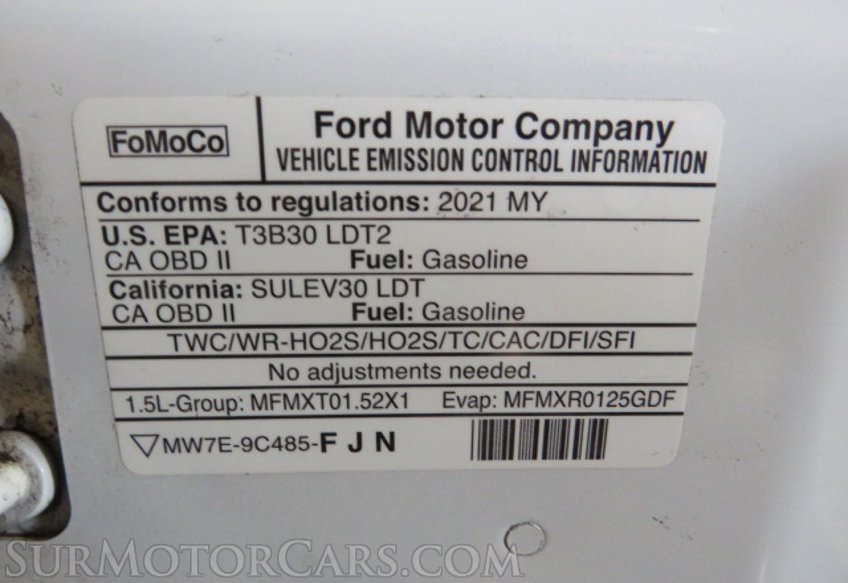 FoMoCo
Ford Motor Company
VEHICLE EMISSION CONTROL INFORMATION
Conforms to regulations: 2021 MY
U.S. EPA: T3B30 LDT2
CA OBD II Fuel: Gasoline
California: SULEV30 LDT
CA OBD II Fuel: Gasoline
TWC/WR-HO2S/HO2S/TC/CAC/DFI/SFI
No adjustments needed.
1.5L-Group: MFMXT01.52X1 Evap: MFMXR0125GDF
MW7E-9C485-F J N
SURMOTORCARS.COM